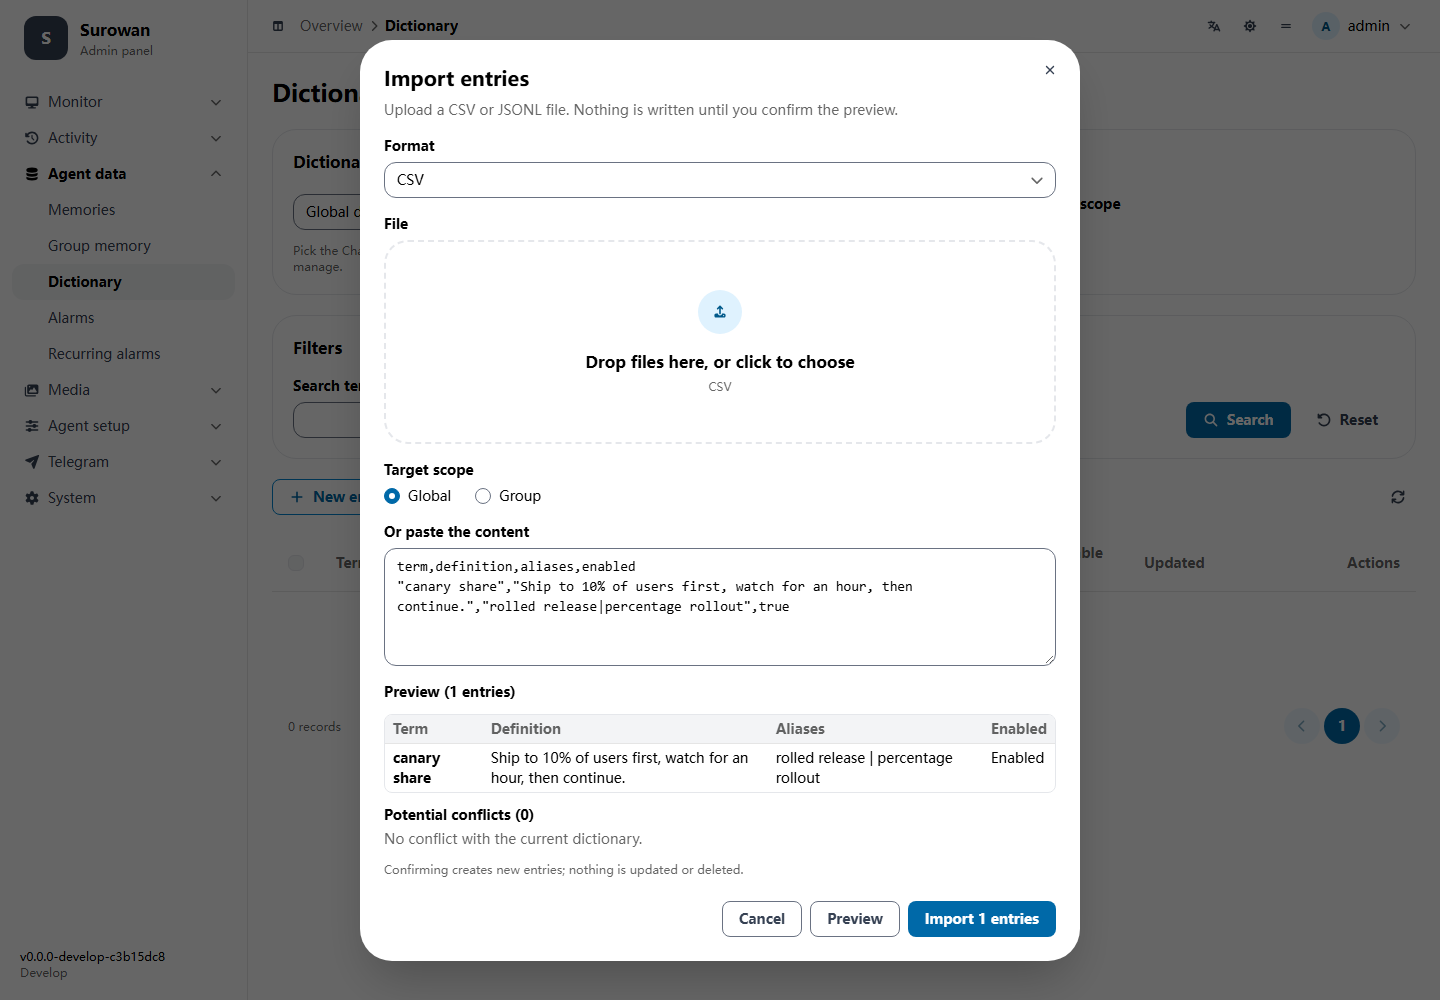 S
Surowan
Admin panel
Monitor
Activity
Agent data
Memories
Group memory
Dictionary
Alarms
Recurring alarms
Media
Agent setup
Telegram
System
v0.0.0-develop-c3b15dc8
Develop
Overview
Dictionary
A
admin
Diction
Dictiona
Global d
Pick the Cha
manage.
scope
Filters
Search te
Search
Reset
New e
Ter
ble
Updated
Actions
0 records
1
Import entries
Upload a CSV or JSONL file. Nothing is written until you confirm the preview.
Format
CSV
File
Drop files here, or click to choose
CSV
Target scope
Global
Group
Or paste the content
term,definition,aliases,enabled
"canary share","Ship to 10% of users first, watch for an hour, then
continue.","rolled release|percentage rollout",true
Preview (1 entries)
Term Definition Aliases Enabled
canary share
Ship to 10% of users first, watch for an
hour, then continue.
rolled release | percentage
rollout
Enabled
Potential conflicts (0)
No conflict with the current dictionary.
Confirming creates new entries; nothing is updated or deleted.
Cancel
Preview
Import 1 entries